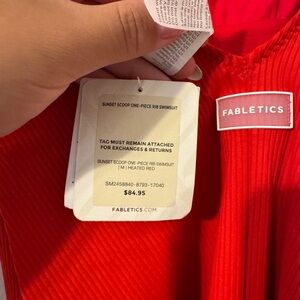 SUNSET SCOOP ONE-PIECE RIB SWIMSUIT
TAG MUST REMAIN ATTACHED
FOR EXCHANGES & RETURNS
SUNSET SCOOP ONE-PIECE RIB SWIMSUIT
| M | HEATED RED
SM2458840-8793-17040
$84.95
FABLETICS.COM
FABLETICS